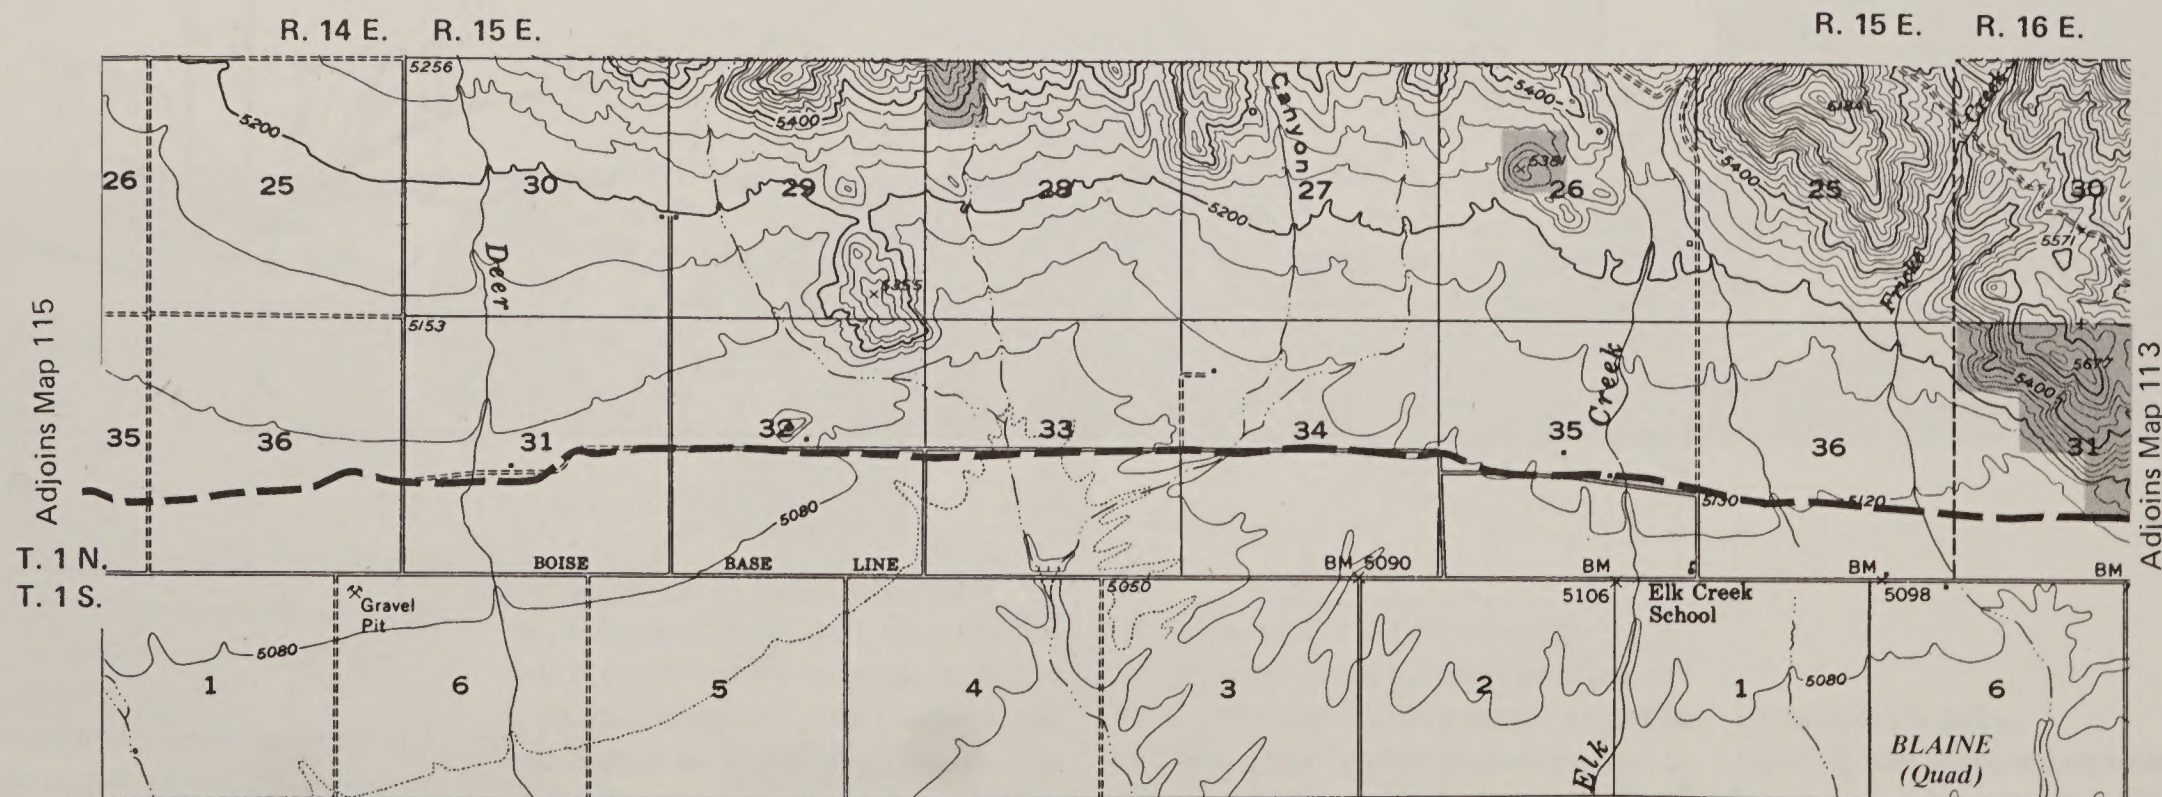 R. 14 E. R. 15 E. R. 15 E. R. 16 E.
5256
5200
5400
Canyon
5400
6184
Creek
5381
5400
26 25 30 29 28 27 26 25 30
5200
5571
Deer
5355
Fricke
5153
Creek
5677
5400
Adjoins Map 115
Adjoins Map 113
35 36 31 32 33 34 35 36 31
5130 5120
5080
T. 1 N. BOISE BASE LINE BM 5090 BM BM BM
T. 1 S.
Gravel
Pit
5050
5106 Elk Creek
School
5098
5080
1 6 5 4 3 2 1 6
5080
Elk
BLAINE
(Quad)